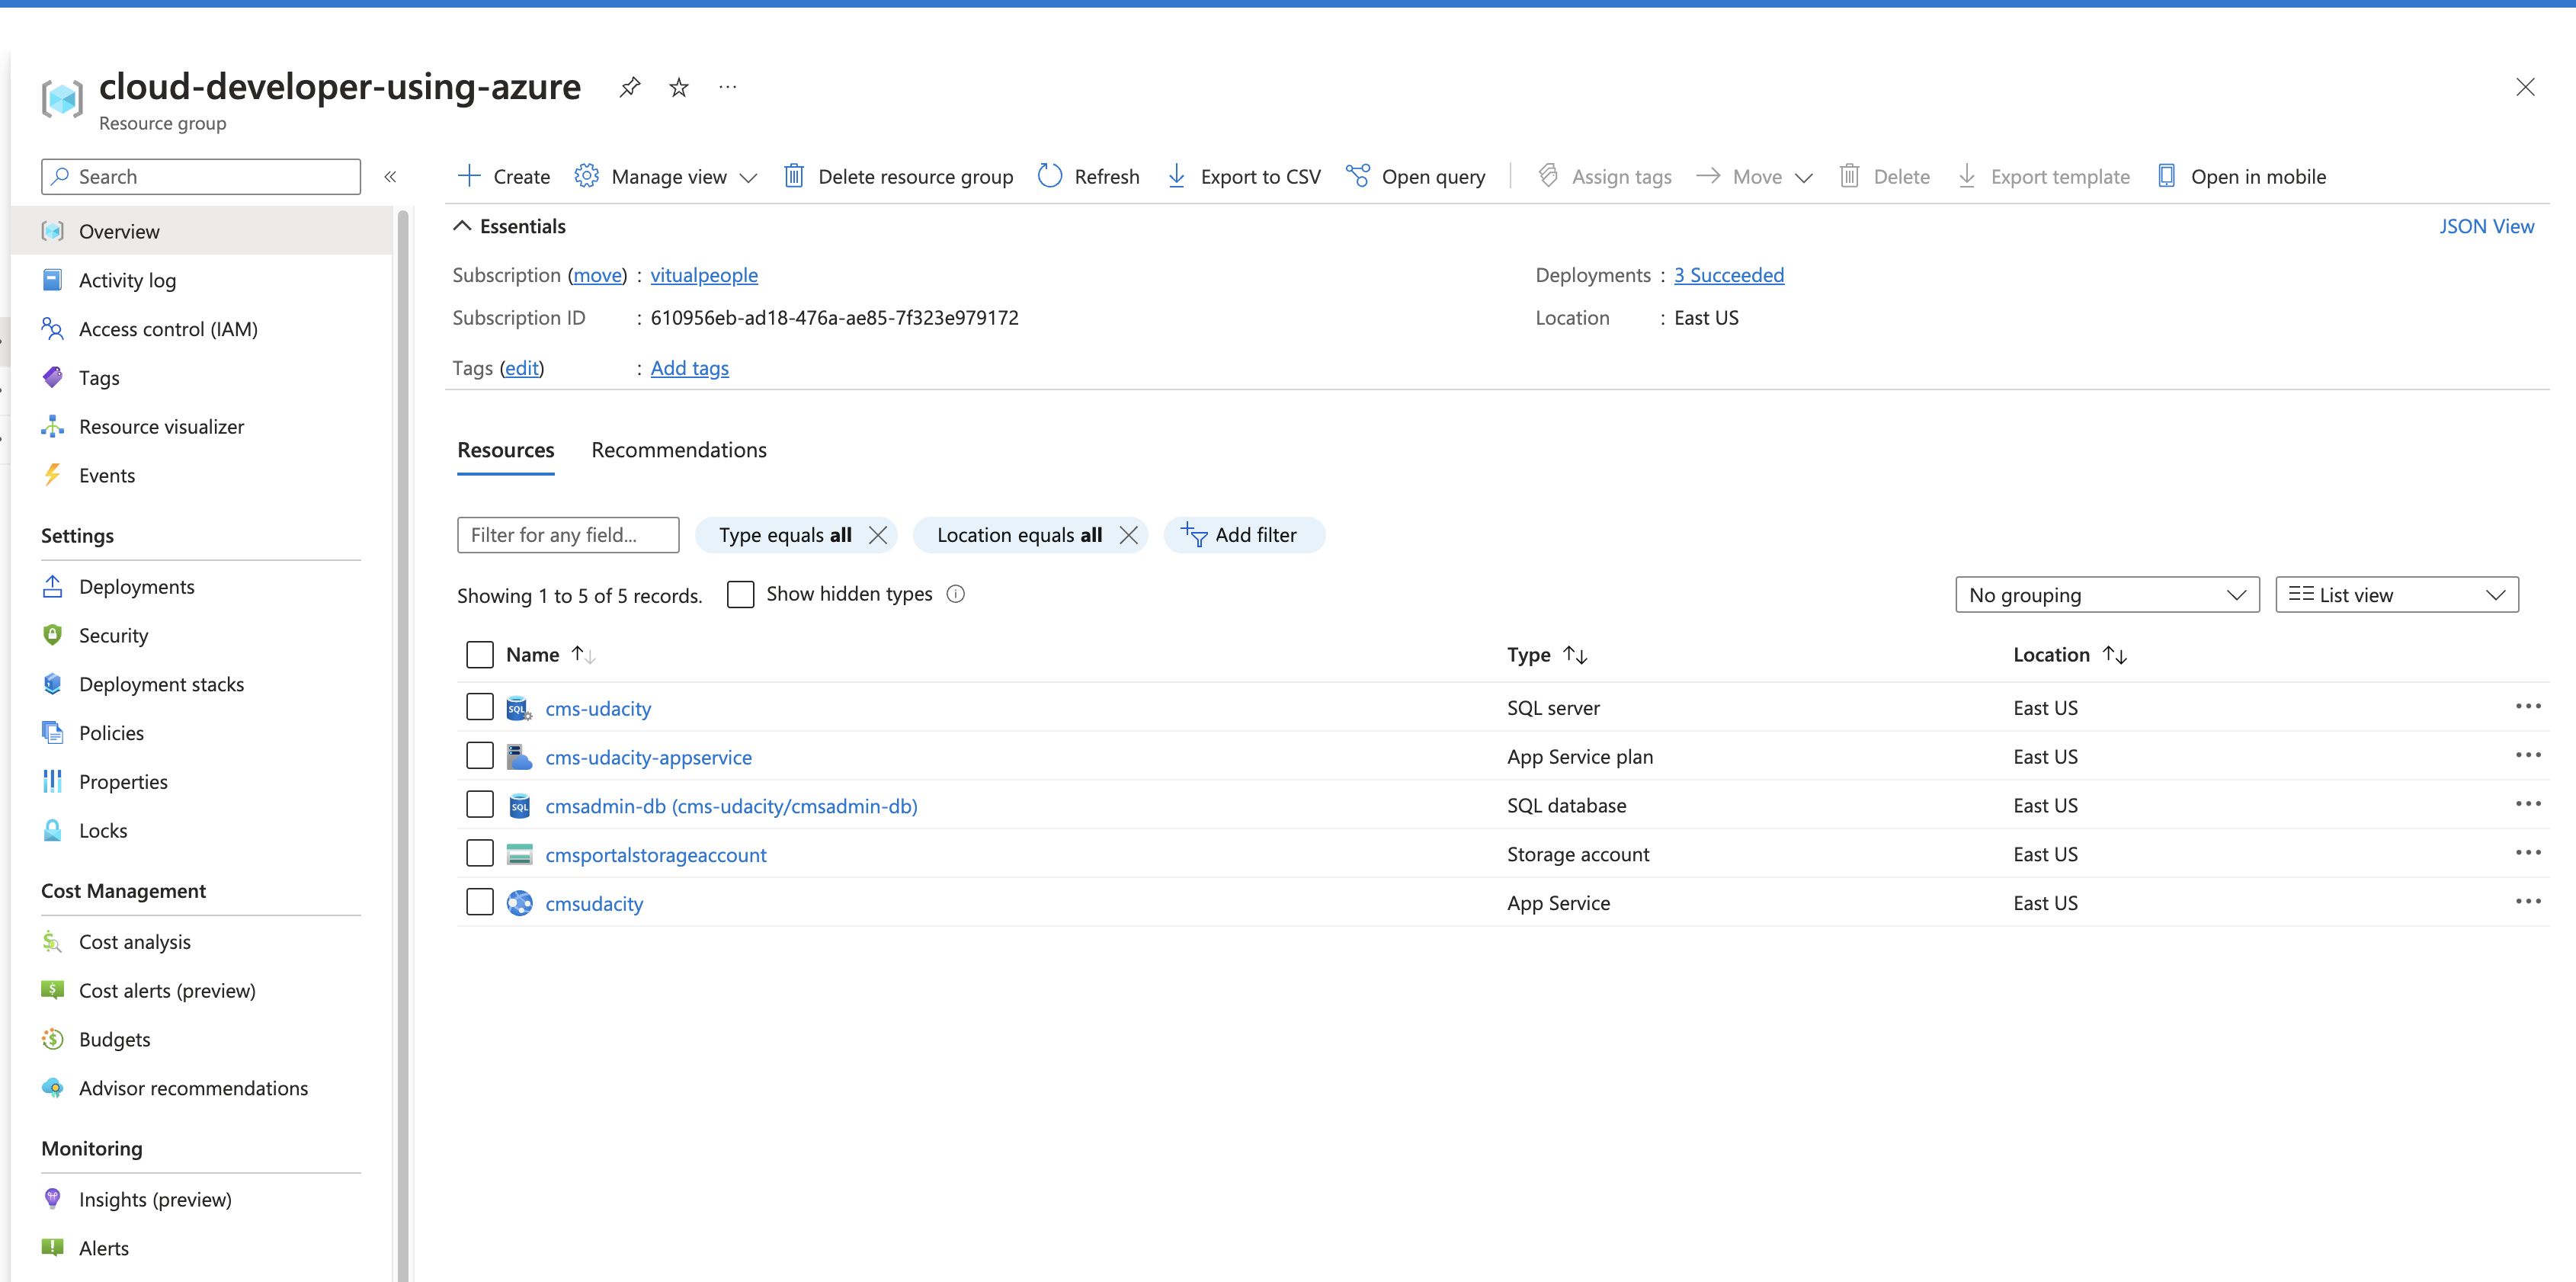 cloud-developer-using-azure
Resource group
Search
Overview
Activity log
Access control (IAM)
Tags
Resource visualizer
Events
Settings
Deployments
Security
Deployment stacks
Policies
Properties
Locks
Cost Management
Cost analysis
Cost alerts (preview)
Budgets
Advisor recommendations
Monitoring
Insights (preview)
Alerts
Create Manage view Delete resource group Refresh Export to CSV Open query Assign tags Move Delete Export template Open in mobile
Essentials JSON View
Subscription (move) : vitualpeople
Subscription ID : 610956eb-ad18-476a-ae85-7f323e979172
Tags (edit) : Add tags
Deployments : 3 Succeeded
Location : East US
Resources Recommendations
Filter for any field... Type equals all Location equals all Add filter
Showing 1 to 5 of 5 records. Show hidden types No grouping List view
Name Type Location
cms-udacity SQL server East US
cms-udacity-appservice App Service plan East US
cmsadmin-db (cms-udacity/cmsadmin-db) SQL database East US
cmsportalstorageaccount Storage account East US
cmsudacity App Service East US